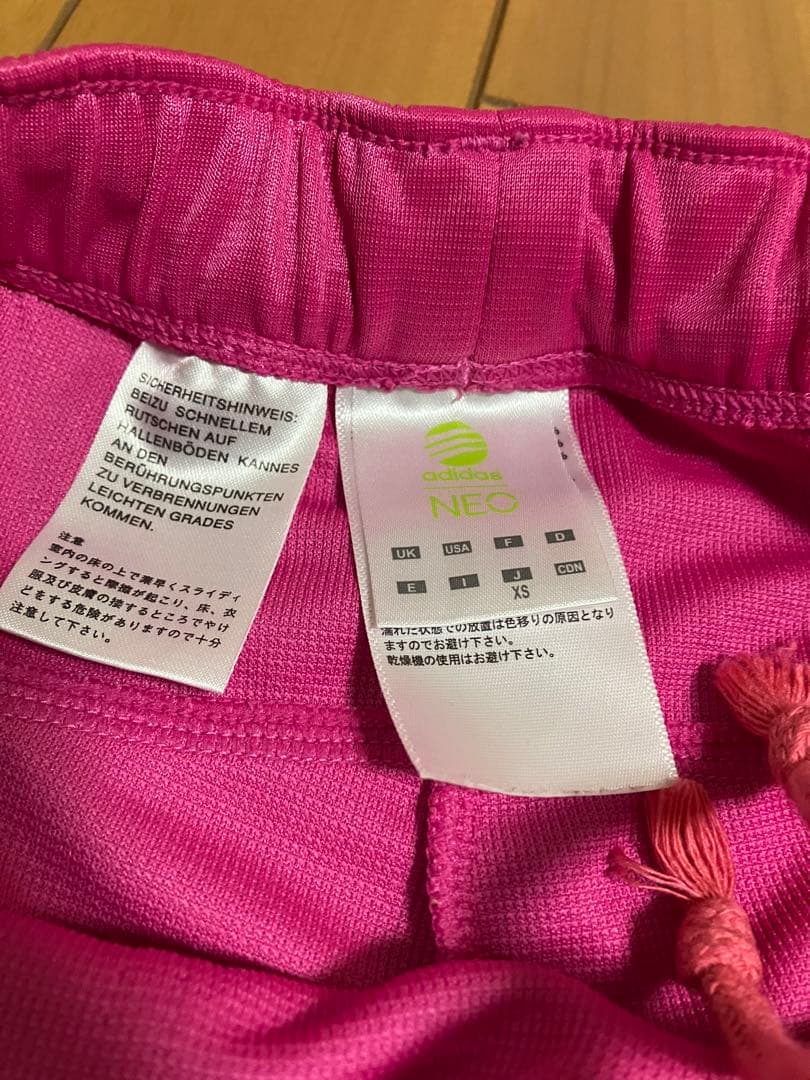 SICHERHEITSHINWEIS:
BEIZU SCHNELLEM
RUTSCHEN AUF
HALLENBÖDEN KANNES
AN DEN
BERÜHRUNGSPUNKTEN
ZU VERBRENNUNGEN
LEICHTEN GRADES
KOMMEN.
注意
室内の床の上で素早くスライディ
ングすると摩擦が起こり、床、衣
服及び皮膚の接するところでやけ
どをする危険がありますので十分
注意して下さい。
adidas
NEO
UK USA F D
E I J CDN
XS
濡れた状態での放置は色移りの原因となり
ますのでお避け下さい。
乾燥機の使用はお避け下さい。